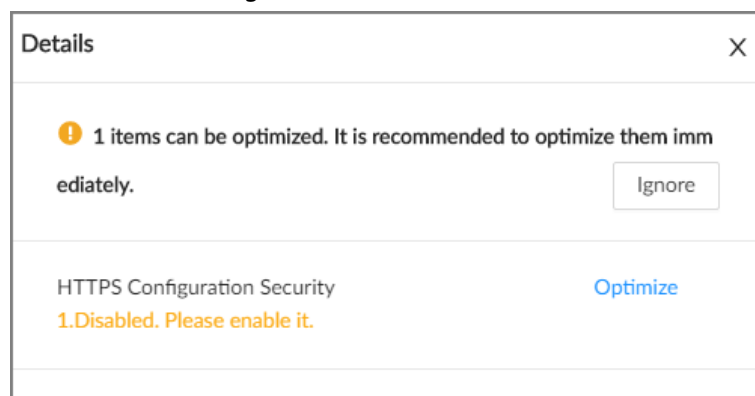 Details
X
1 items can be optimized. It is recommended to optimize them imm
ediately.
Ignore
HTTPS Configuration Security
Optimize
1.Disabled. Please enable it.